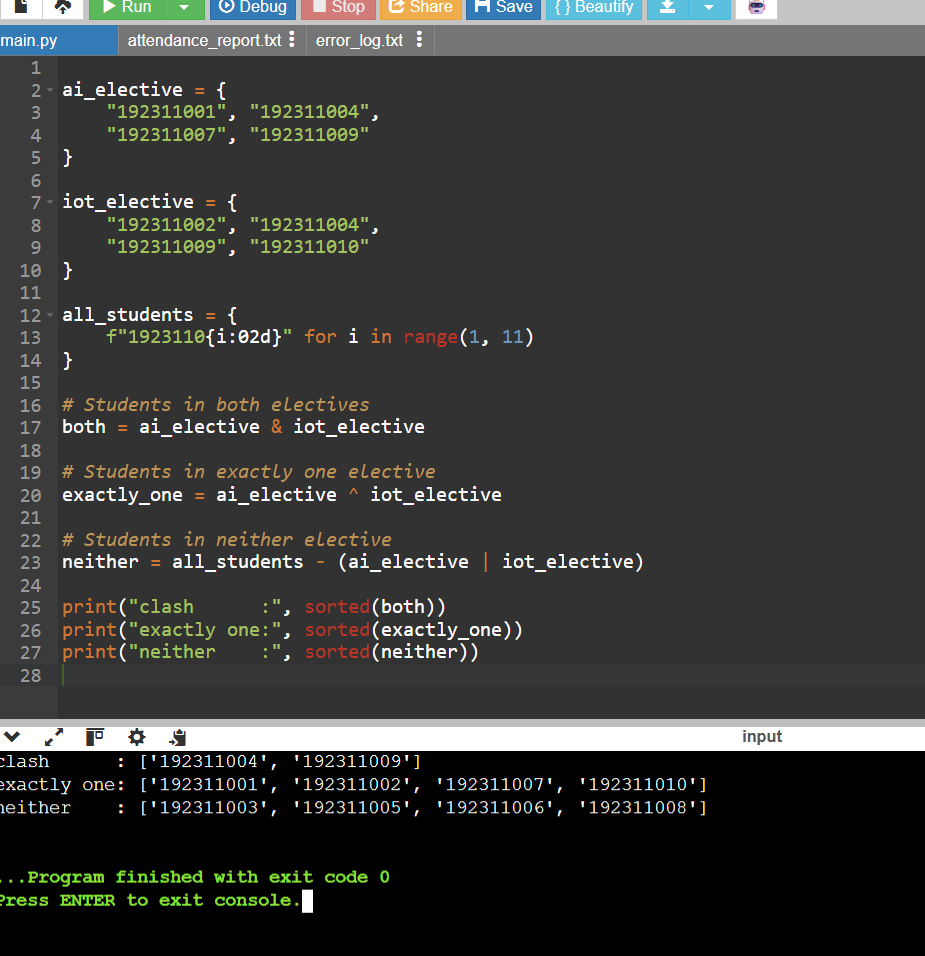 Run Debug Stop Share Save { } Beautify
main.py attendance_report.txt error_log.txt
1
2 ai_elective = {
3     "192311001", "192311004",
4     "192311007", "192311009"
5 }
6
7 iot_elective = {
8     "192311002", "192311004",
9     "192311009", "192311010"
10 }
11
12 all_students = {
13     f"1923110{i:02d}" for i in range(1, 11)
14 }
15
16 # Students in both electives
17 both = ai_elective & iot_elective
18
19 # Students in exactly one elective
20 exactly_one = ai_elective ^ iot_elective
21
22 # Students in neither elective
23 neither = all_students - (ai_elective | iot_elective)
24
25 print("clash      :", sorted(both))
26 print("exactly one:", sorted(exactly_one))
27 print("neither    :", sorted(neither))
28
input
clash      : ['192311004', '192311009']
exactly one: ['192311001', '192311002', '192311007', '192311010']
neither    : ['192311003', '192311005', '192311006', '192311008']
...Program finished with exit code 0
Press ENTER to exit console.